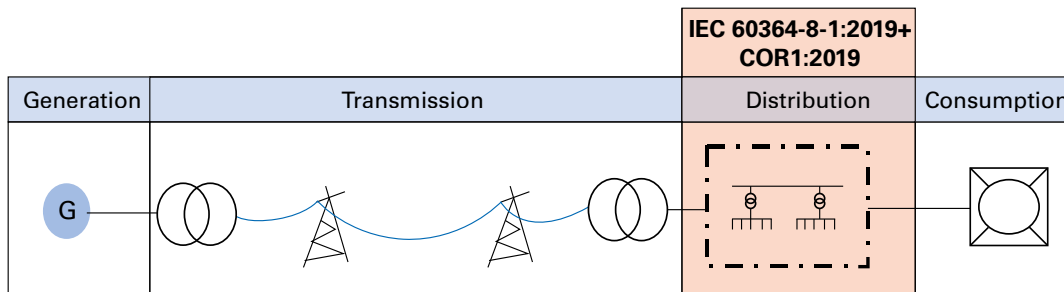 IEC 60364-8-1:2019+
COR1:2019
Generation
Transmission
Distribution
Consumption
G